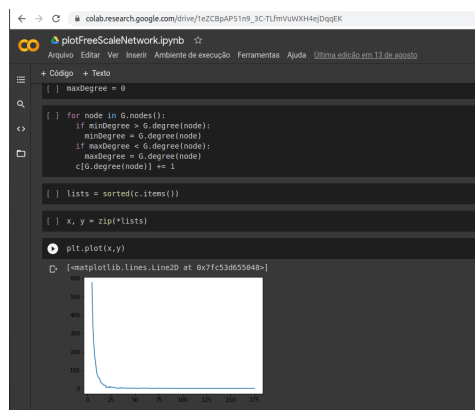 colab.research.google.com/drive/1eZCBpAPS1n9_3C-TLfmVuWXH4ejDqqEK
plotFreeScaleNetwork.ipynb
Arquivo Editar Ver Inserir Ambiente de execução Ferramentas Ajuda Última edição em 13 de agosto
+ Código + Texto
[ ] maxDegree = 0
[ ] for node in G.nodes():
if minDegree > G.degree(node):
minDegree = G.degree(node)
if maxDegree < G.degree(node):
maxDegree = G.degree(node)
c[G.degree(node)] += 1
[ ] lists = sorted(c.items())
[ ] x, y = zip(*lists)
plt.plot(x,y)
[<matplotlib.lines.Line2D at 0x7fc53d655048>]
600
500
400
300
200
100
0
0 25 50 75 100 125 150 175